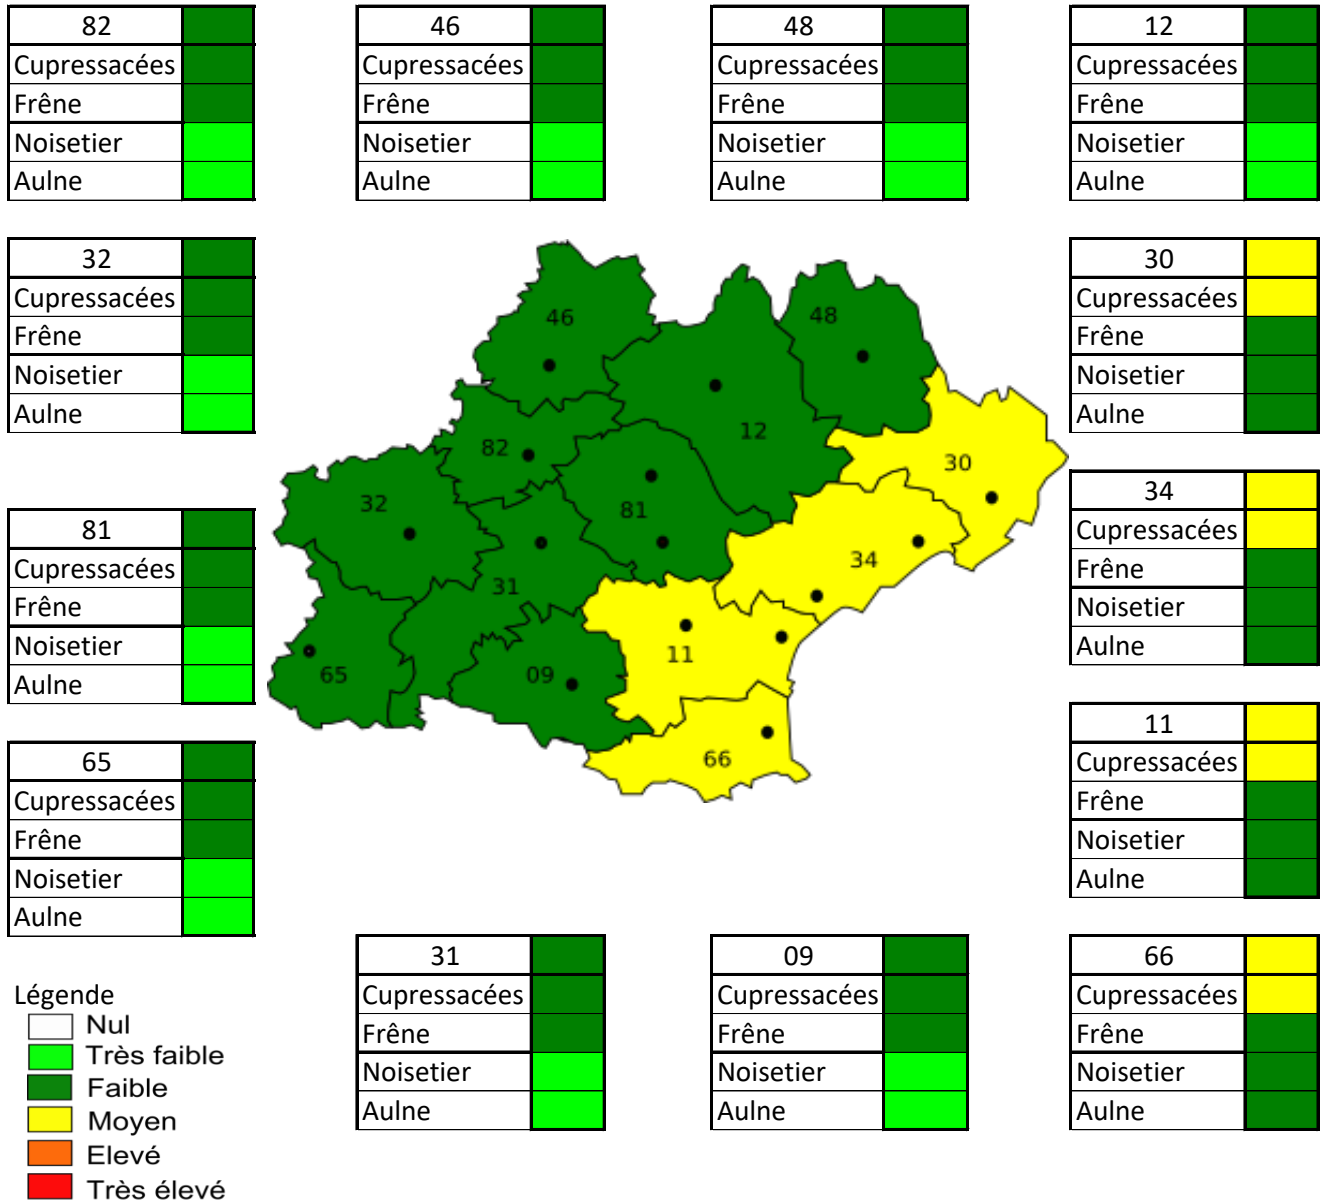 82
Cupressacées
Frêne
Noisetier
Aulne
46
Cupressacées
Frêne
Noisetier
Aulne
48
Cupressacées
Frêne
Noisetier
Aulne
12
Cupressacées
Frêne
Noisetier
Aulne
32
Cupressacées
Frêne
Noisetier
Aulne
30
Cupressacées
Frêne
Noisetier
Aulne
46
48
12
82
30
32
81
34
31
11
09
65
66
81
Cupressacées
Frêne
Noisetier
Aulne
34
Cupressacées
Frêne
Noisetier
Aulne
65
Cupressacées
Frêne
Noisetier
Aulne
11
Cupressacées
Frêne
Noisetier
Aulne
31
Cupressacées
Frêne
Noisetier
Aulne
09
Cupressacées
Frêne
Noisetier
Aulne
66
Cupressacées
Frêne
Noisetier
Aulne
Légende
Nul
Très faible
Faible
Moyen
Elevé
Très élevé